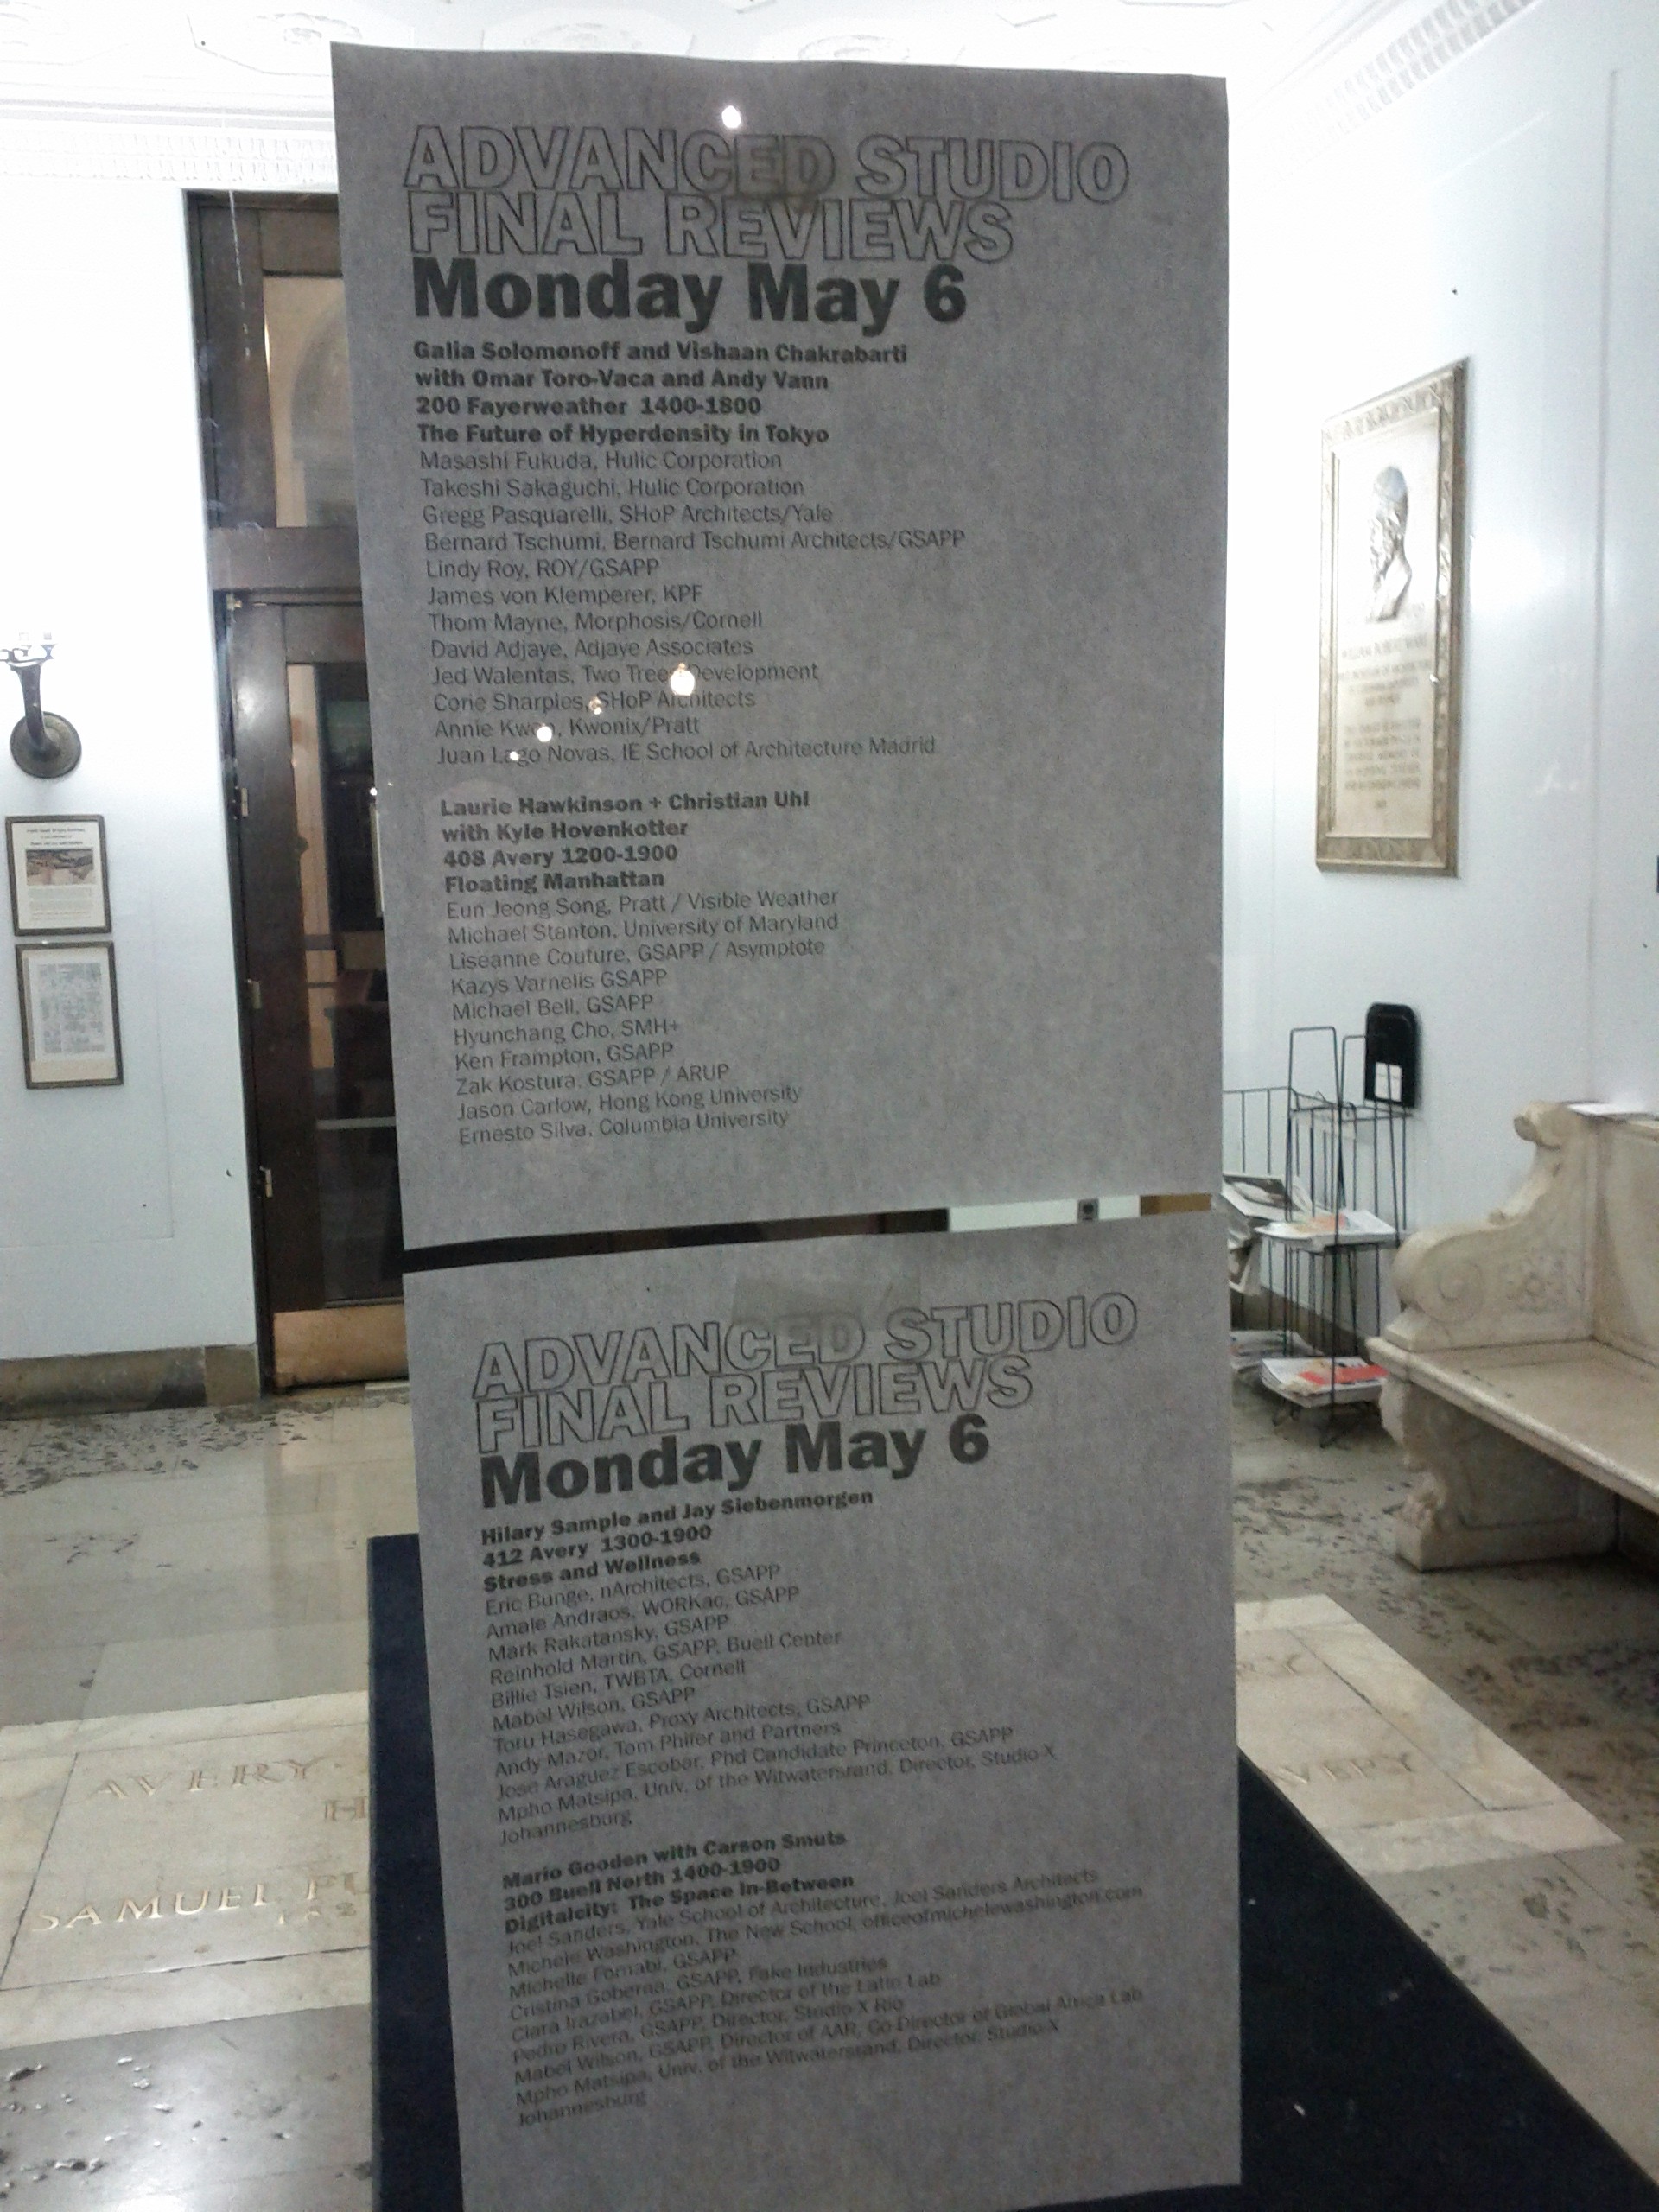 ADVANCED STUDIO
FINAL REVIEWS
Monday May 6
Galia Solomonoff and Vishaan Chakrabarti
with Omar Toro-Vaca and Andy Vann
200 Fayerweather 1400-1800
The Future of Hyperdensity in Tokyo
Masashi Fukuda, Hulic Corporation
Takeshi Sakaguchi, Hulic Corporation
Gregg Pasquarelli, SHoP Architects/Yale
Bernard Tschumi, Bernard Tschumi Architects/GSAPP
Lindy Roy, ROY/GSAPP
James von Klemperer, KPF
Thom Mayne, Morphosis/Cornell
David Adjaye, Adjaye Associates
Jed Walentas, Two Trees Development
Corie Sharples, SHoP Architects
Annie Kwon, Kwonix/Pratt
Juan Lago Novas, IE School of Architecture Madrid
Laurie Hawkinson + Christian Uhl
with Kyle Hovenkotter
408 Avery 1200-1900
Floating Manhattan
Eun Jeong Song, Pratt / Visible Weather
Michael Stanton, University of Maryland
Liseanne Couture, GSAPP / Asymptote
Kazys Varnelis GSAPP
Michael Bell, GSAPP
Hyunchang Cho, SMH+
Ken Frampton, GSAPP
Zak Kostura, GSAPP / ARUP
Jason Carlow, Hong Kong University
Ernesto Silva, Columbia University
ADVANCED STUDIO
FINAL REVIEWS
Monday May 6
Hilary Sample and Jay Siebenmorgen
412 Avery 1300-1900
Stress and Wellness
Eric Bunge, nArchitects, GSAPP
Amale Andraos, WORKac, GSAPP
Mark Rakatansky, GSAPP
Reinhold Martin, GSAPP, Buell Center
Billie Tsien, TWBTA, Cornell
Mabel Wilson, GSAPP
Toru Hasegawa, Proxy Architects, GSAPP
Andy Mazor, Tom Phifer and Partners
José Aragüez Escobar, Phd Candidate Princeton, GSAPP
Mpho Matsipa, Univ. of the Witwatersrand, Director, Studio-X
Johannesburg
Mario Gooden with Carson Smuts
300 Buell North 1400-1900
Digitalcity: The Space In-Between
Joel Sanders, Yale School of Architecture, Joel Sanders Architects
Michele Washington, The New School, officeofmichelewashington.com
Michelle Fornabi, GSAPP
Cristina Goberna, GSAPP, Fake Industries
Clara Irazabel, GSAPP, Director of the Latin Lab
Pedro Rivera, GSAPP, Director, Studio-X Rio
Mabel Wilson, GSAPP, Director of AAR, Co Director of Global Africa Lab
Mpho Matsipa, Univ. of the Witwatersrand, Director, Studio-X
Johannesburg
AVERY
SAMUEL
AVERY